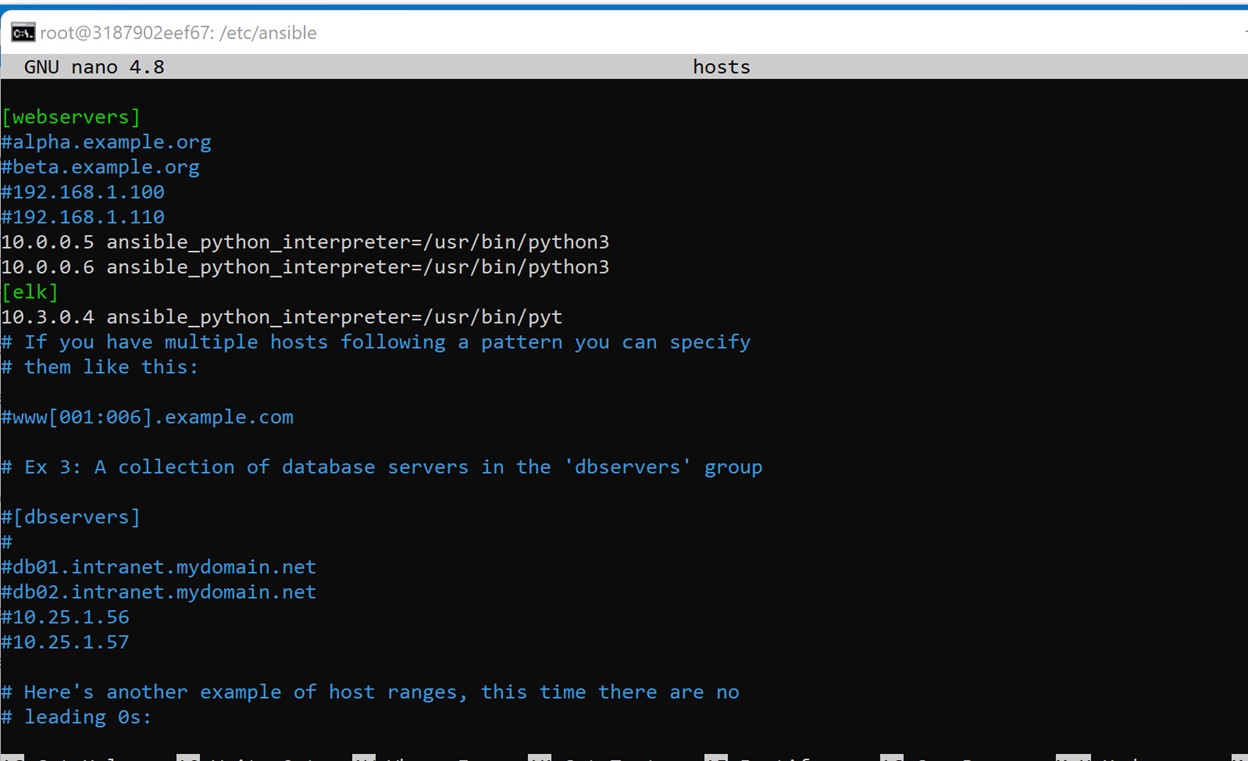 root@3187902eef67: /etc/ansible
GNU nano 4.8 hosts
[webservers]
#alpha.example.org
#beta.example.org
#192.168.1.100
#192.168.1.110
10.0.0.5 ansible_python_interpreter=/usr/bin/python3
10.0.0.6 ansible_python_interpreter=/usr/bin/python3
[elk]
10.3.0.4 ansible_python_interpreter=/usr/bin/pyt
# If you have multiple hosts following a pattern you can specify
# them like this:
#www[001:006].example.com
# Ex 3: A collection of database servers in the 'dbservers' group
#[dbservers]
#
#db01.intranet.mydomain.net
#db02.intranet.mydomain.net
#10.25.1.56
#10.25.1.57
# Here's another example of host ranges, this time there are no
# leading 0s: